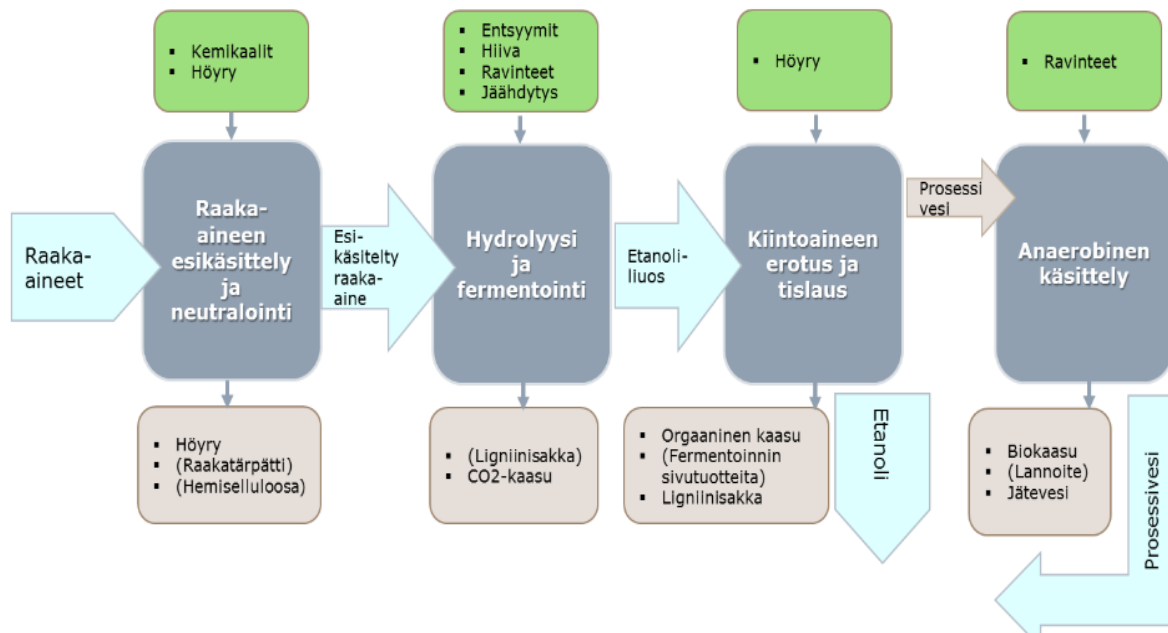 Kemikaalit
Höyry
Entsyymit
Hiiva
Ravinteet
Jäähdytys
Höyry
Ravinteet
Raaka-
aineet
Raaka-
aineen
esikäsittely
ja
neutralointi
Esi-
käsitelty
raaka-
aine
Hydrolyysi
ja
fermentointi
Etanoli-
liuos
Kiintoaineen
erotus ja
tislaus
Prosessi
vesi
Anaerobinen
käsittely
Höyry
(Raakatärpätti)
(Hemiselluloosa)
(Ligniinisakka)
CO2-kaasu
Orgaaninen kaasu
(Fermentoinnin
sivutuotteita)
Ligniinisakka
Etanoli
Biokaasu
(Lannoite)
Jätevesi
Prosessivesi